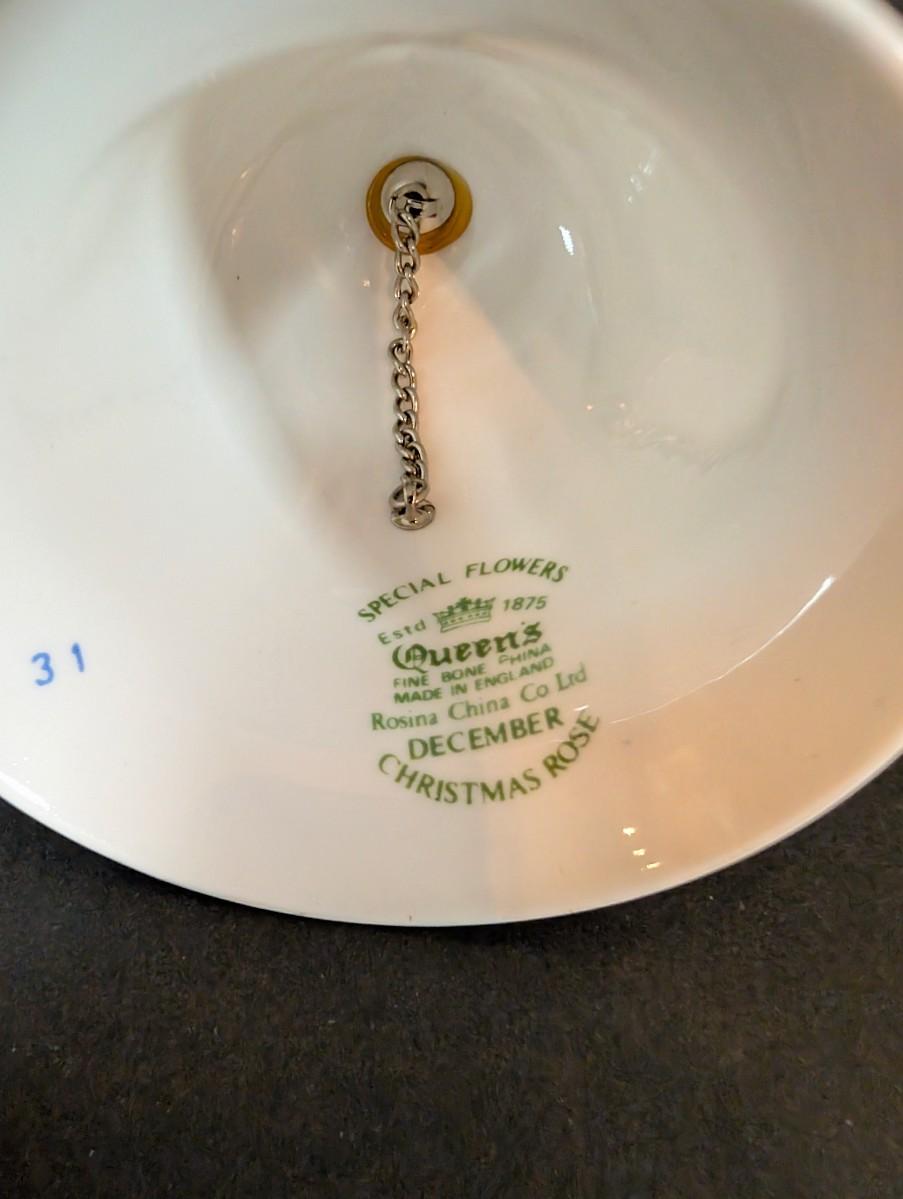 SPECIAL FLOWERS
Estd 1875
Queen's
FINE BONE CHINA
MADE IN ENGLAND
Rosina China Co Ltd
DECEMBER
CHRISTMAS ROSE
31